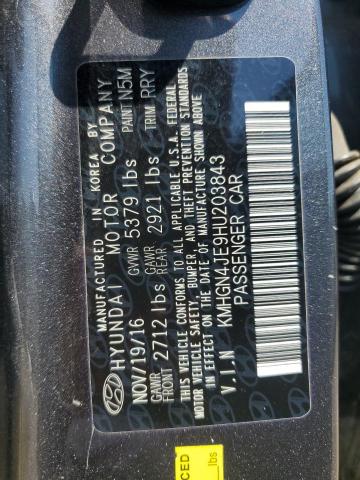 MANUFACTURED BY IN KOREA BY
HYUNDAI MOTOR COMPANY
NOV/19/16 GVWR 5379 lbs PAINT N5M
GAWR FRONT 2712 lbs GAWR REAR 2921 lbs TRIM RRY
THIS VEHICLE CONFORMS TO ALL APPLICABLE U.S.A. FEDERAL
MOTOR VEHICLE SAFETY, BUMPER, AND THEFT PREVENTION STANDARDS
IN EFFECT ON THE DATE OF MANUFACTURE SHOWN ABOVE
V.I.N KMHGN4JE9HU203843
PASSENGER CAR
CED
lbs